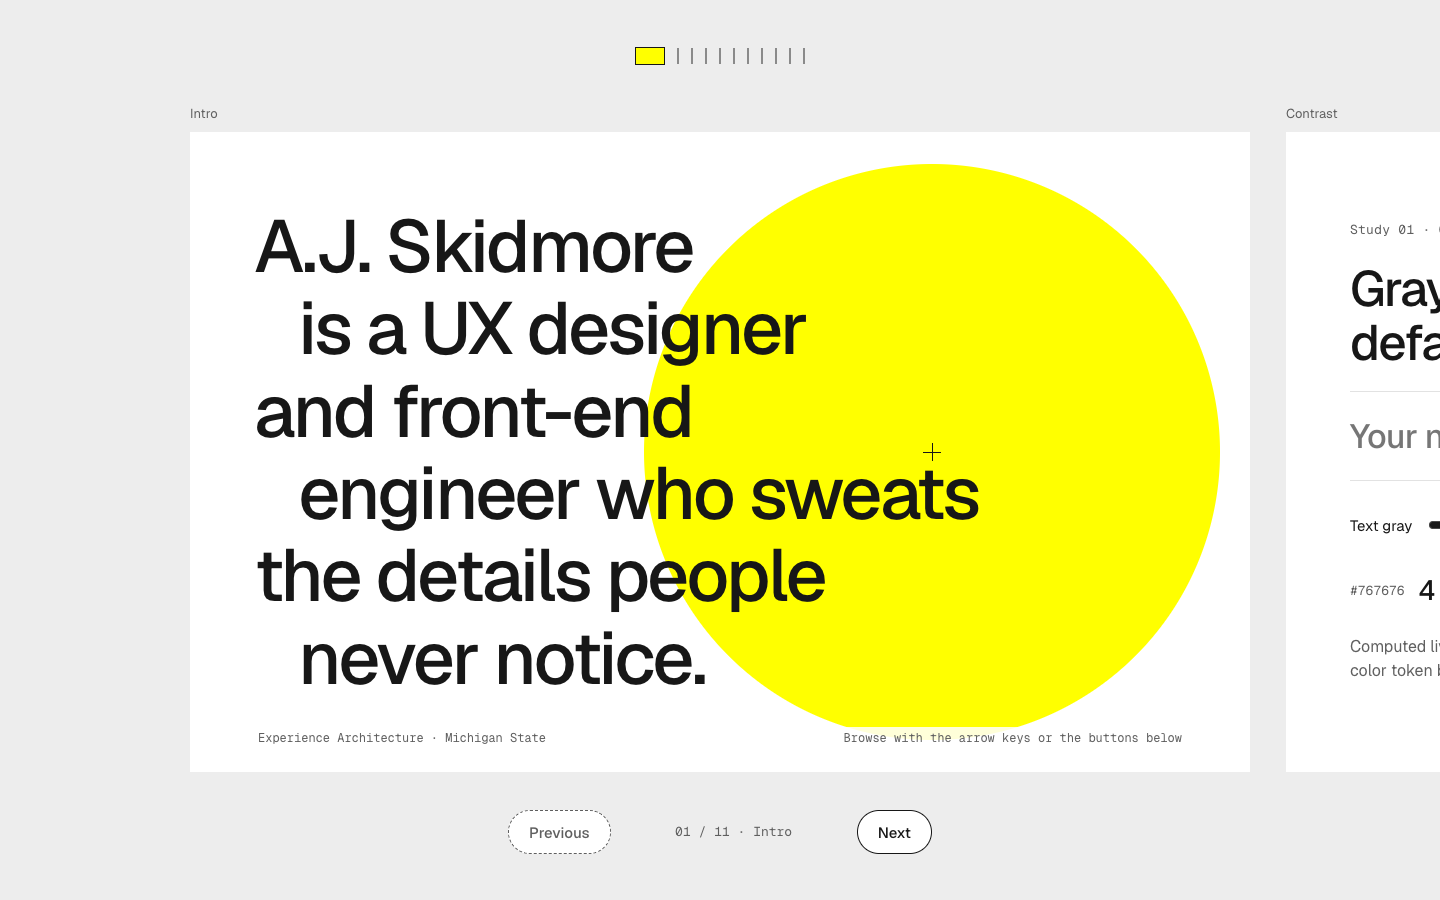 Intro
Contrast
A.J. Skidmore
is a UX designer
and front-end
engineer who sweats
the details people
never notice.
Experience Architecture · Michigan State
Browse with the arrow keys or the buttons below
Study 01 ·
Gray
defa
Your
Text gray
#767676 4
Computed
color token
Previous
01 / 11 · Intro
Next